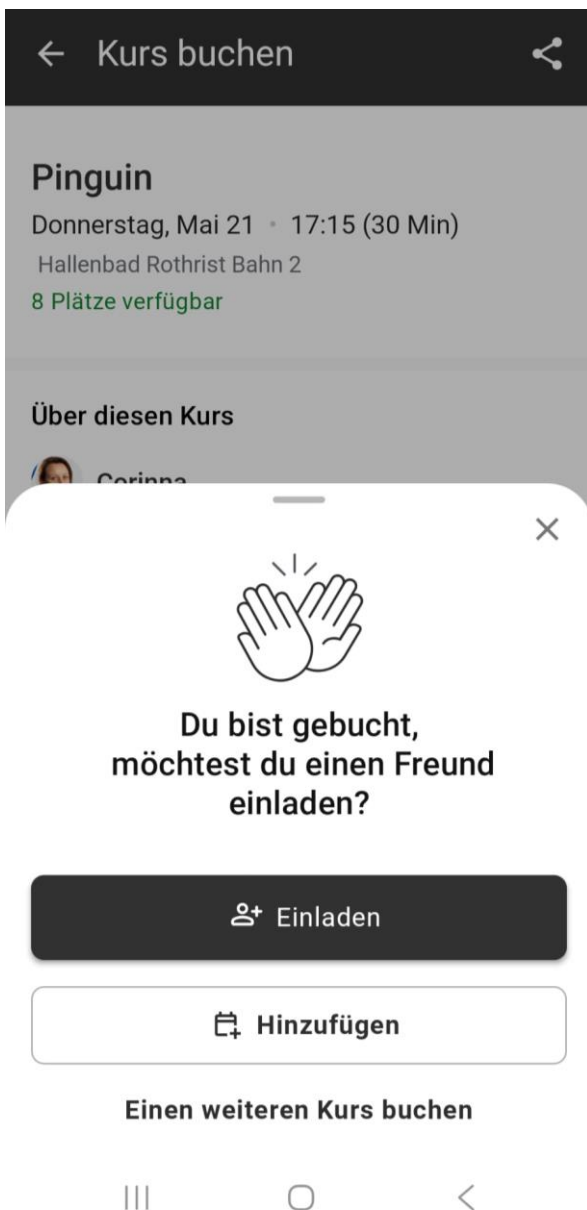 Kurs buchen
Pinguin
Donnerstag, Mai 21 • 17:15 (30 Min)
Hallenbad Rothrist Bahn 2
8 Plätze verfügbar
Über diesen Kurs
Corinna
Du bist gebucht,
möchtest du einen Freund
einladen?
Einladen
Hinzufügen
Einen weiteren Kurs buchen